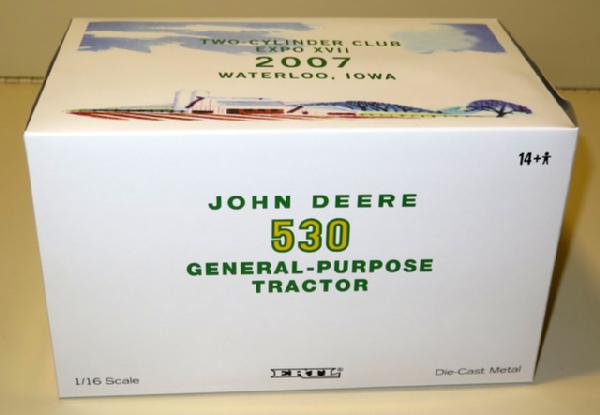 TWO-CYLINDER CLUB
EXPO XVII
2007
WATERLOO, IOWA
14+
JOHN DEERE
530
GENERAL-PURPOSE
TRACTOR
1/16 Scale
ERTL®
Die-Cast Metal